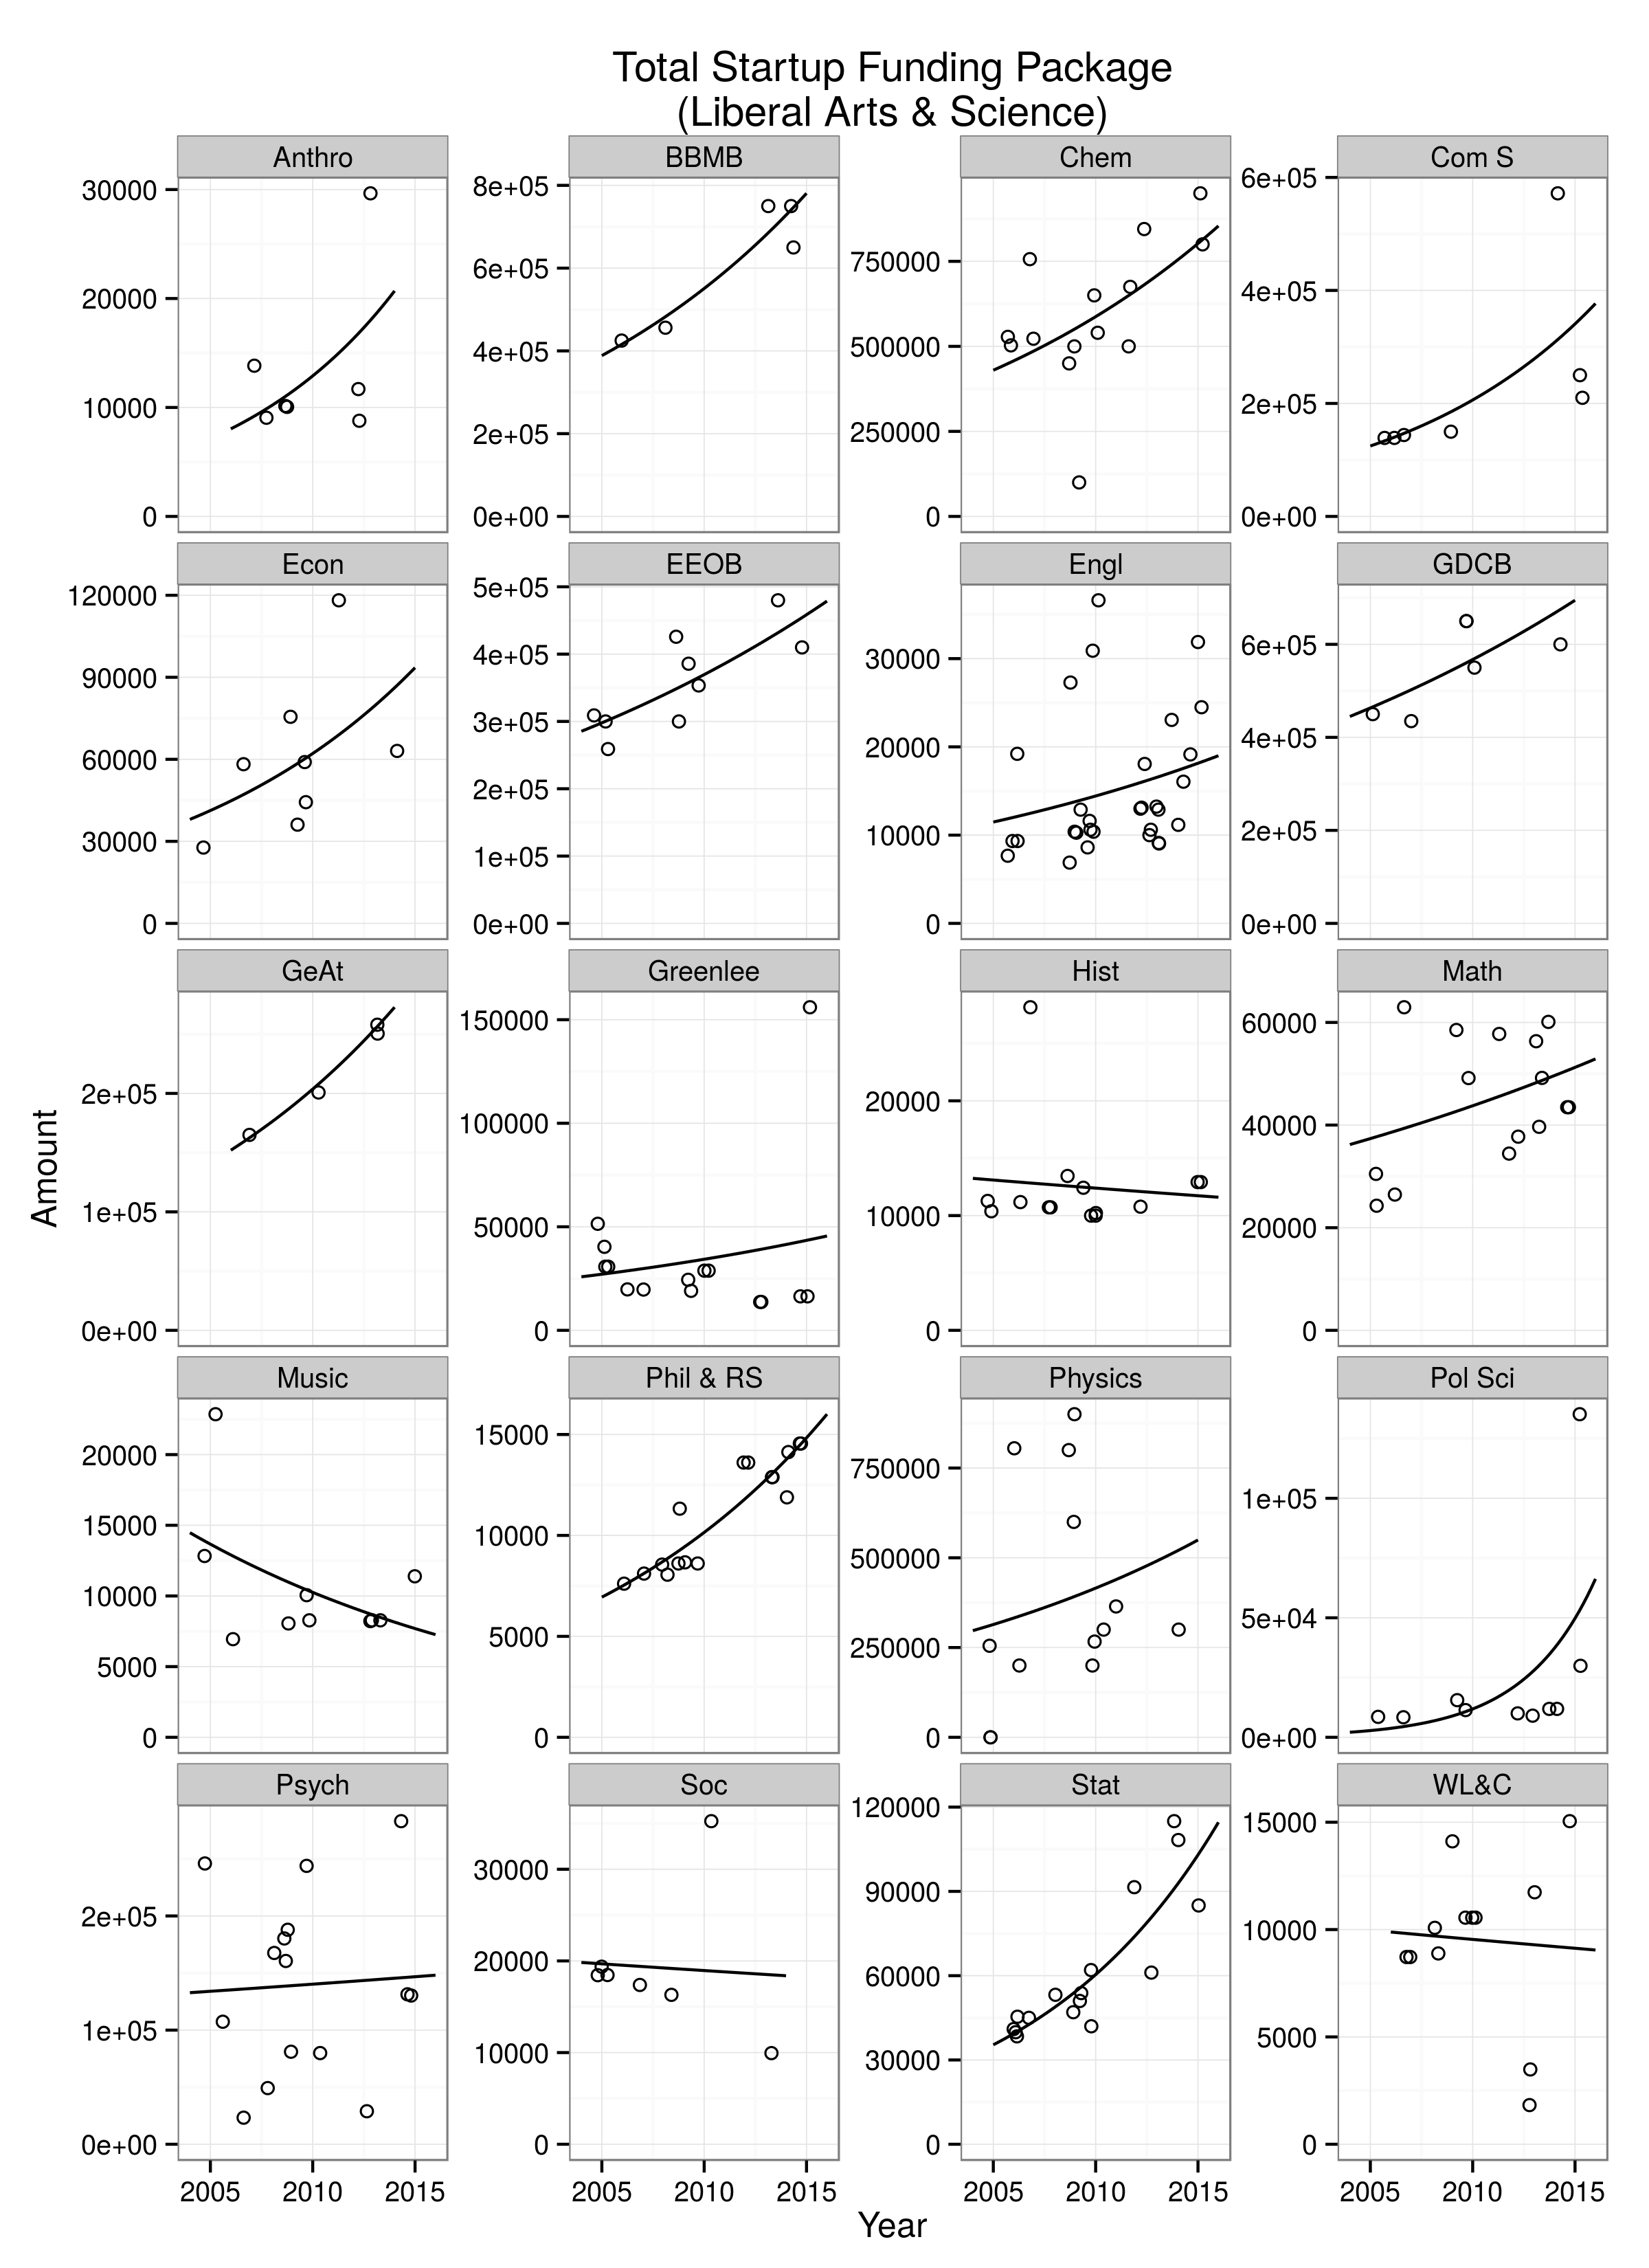 Total Startup Funding Package
(Liberal Arts & Science)
Anthro
BBMB
Chem
Com S
30000
20000
10000
0
8e+05
6e+05
4e+05
2e+05
0e+00
750000
500000
250000
0
6e+05
4e+05
2e+05
0e+00
Econ
EEOB
Engl
GDCB
120000
90000
60000
30000
0
5e+05
4e+05
3e+05
2e+05
1e+05
0e+00
30000
20000
10000
0
6e+05
4e+05
2e+05
0e+00
GeAt
Greenlee
Hist
Math
2e+05
1e+05
0e+00
150000
100000
50000
0
20000
10000
0
60000
40000
20000
0
Amount
Music
Phil & RS
Physics
Pol Sci
20000
15000
10000
5000
0
15000
10000
5000
0
750000
500000
250000
0
1e+05
5e+04
0e+00
Psych
Soc
Stat
WL&C
2e+05
1e+05
0e+00
30000
20000
10000
0
120000
90000
60000
30000
0
15000
10000
5000
0
2005 2010 2015
2005 2010 2015
2005 2010 2015
2005 2010 2015
Year